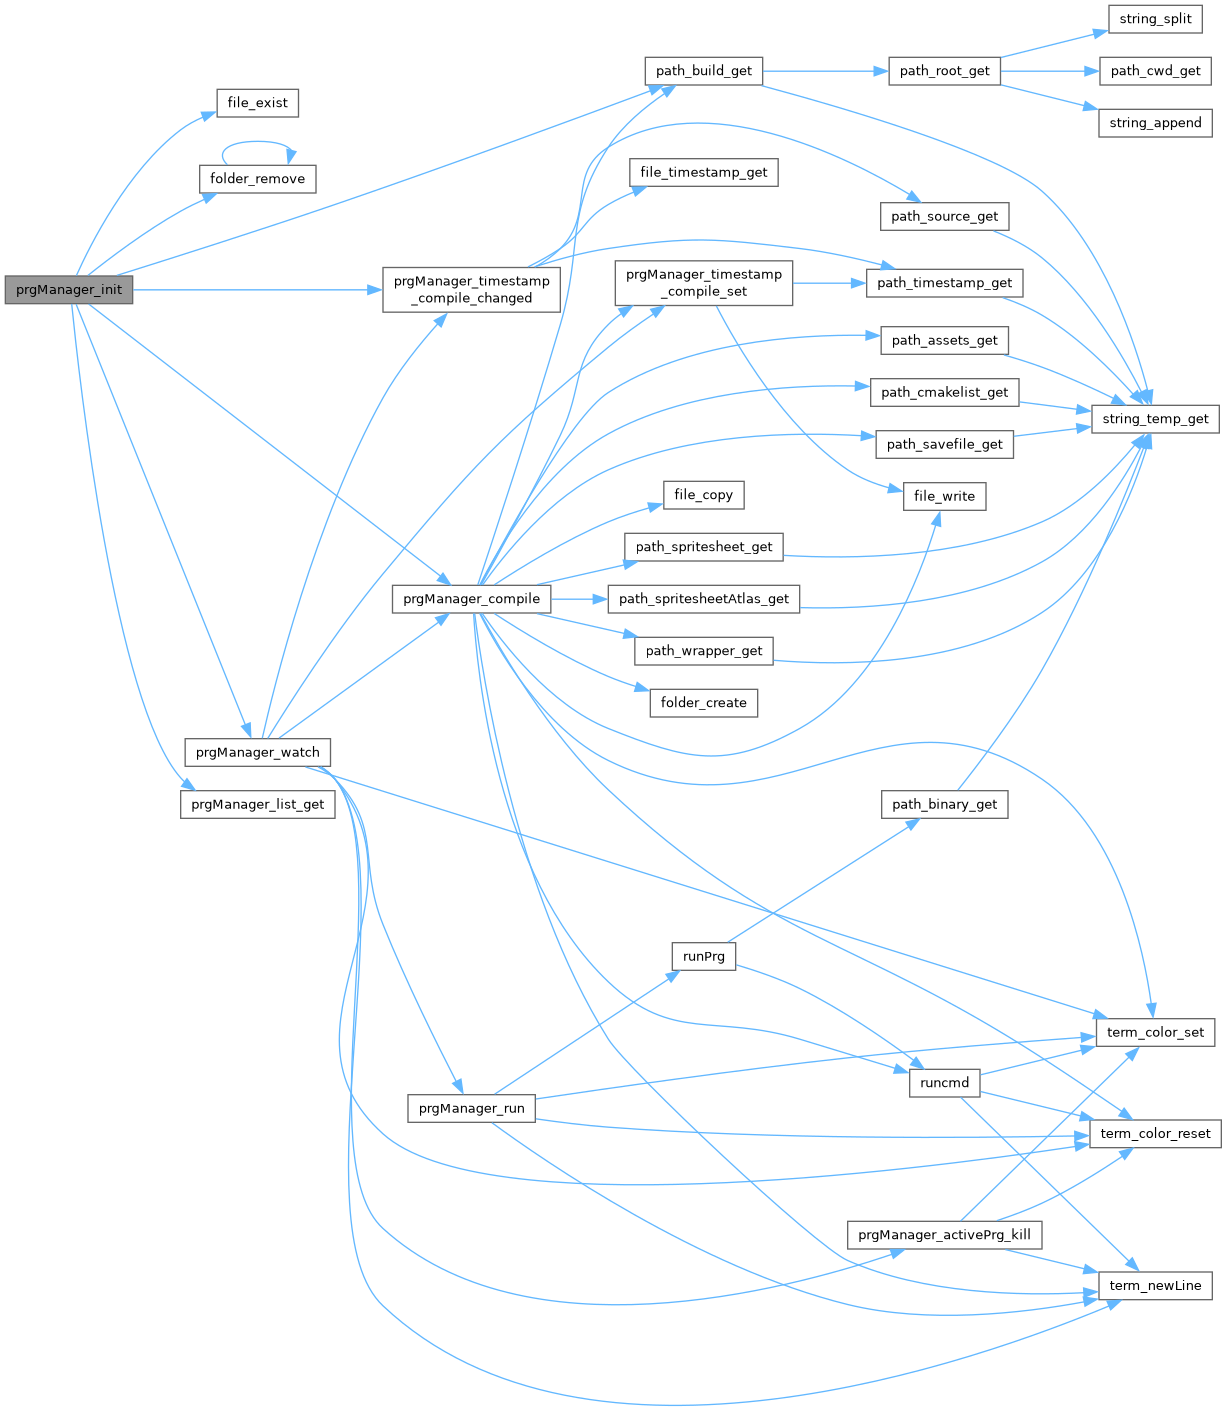 string_split
path_build_get
path_root_get
path_cwd_get
file_exist
string_append
folder_remove
file_timestamp_get
path_source_get
prgManager_init
prgManager_timestamp
_compile_changed
prgManager_timestamp
_compile_set
path_timestamp_get
path_assets_get
path_cmakelist_get
string_temp_get
path_savefile_get
file_copy
file_write
path_spritesheet_get
prgManager_compile
path_spritesheetAtlas_get
path_wrapper_get
folder_create
prgManager_watch
prgManager_list_get
path_binary_get
runPrg
term_color_set
runcmd
prgManager_run
term_color_reset
prgManager_activePrg_kill
term_newLine